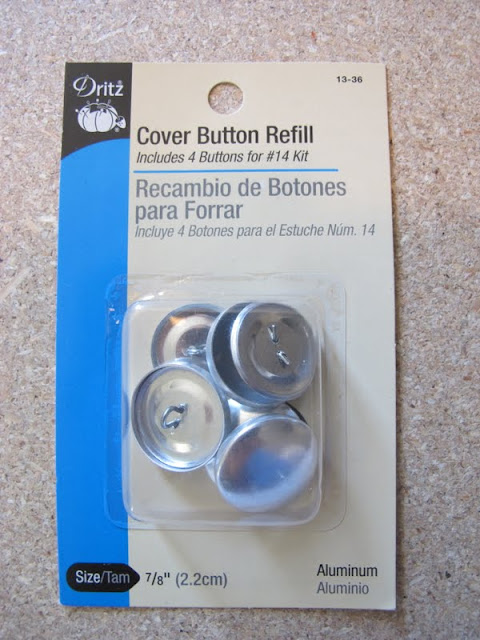 Dritz®
13-36
Cover Button Refill
Includes 4 Buttons for #14 Kit
Recambio de Botones
para Forrar
Incluye 4 Botones para el Estuche Núm. 14
Size/Tam 7/8" (2.2cm)
Aluminum
Aluminio